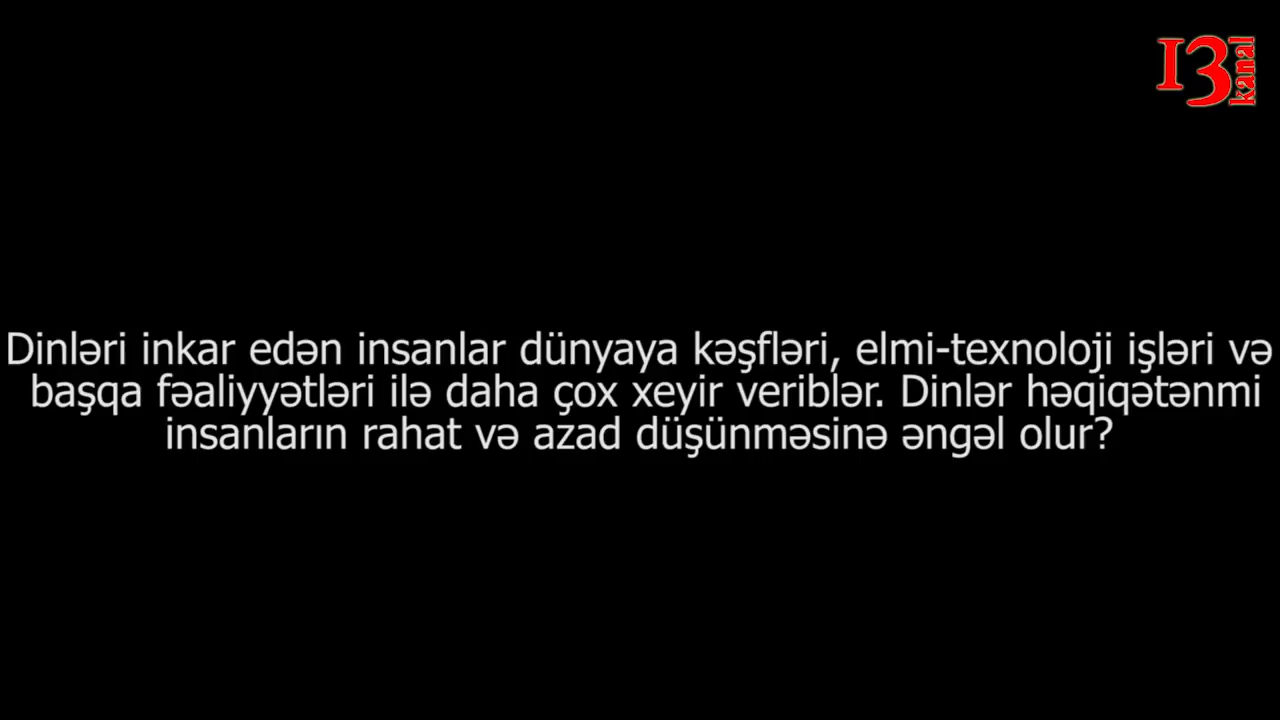 13
kanal
Dinləri inkar edən insanlar dünyaya kəşfləri, elmi-texnoloji işləri və
başqa fəaliyyətləri ilə daha çox xeyir veriblər. Dinlər həqiqətənmi
insanların rahat və azad düşünməsinə əngəl olur?